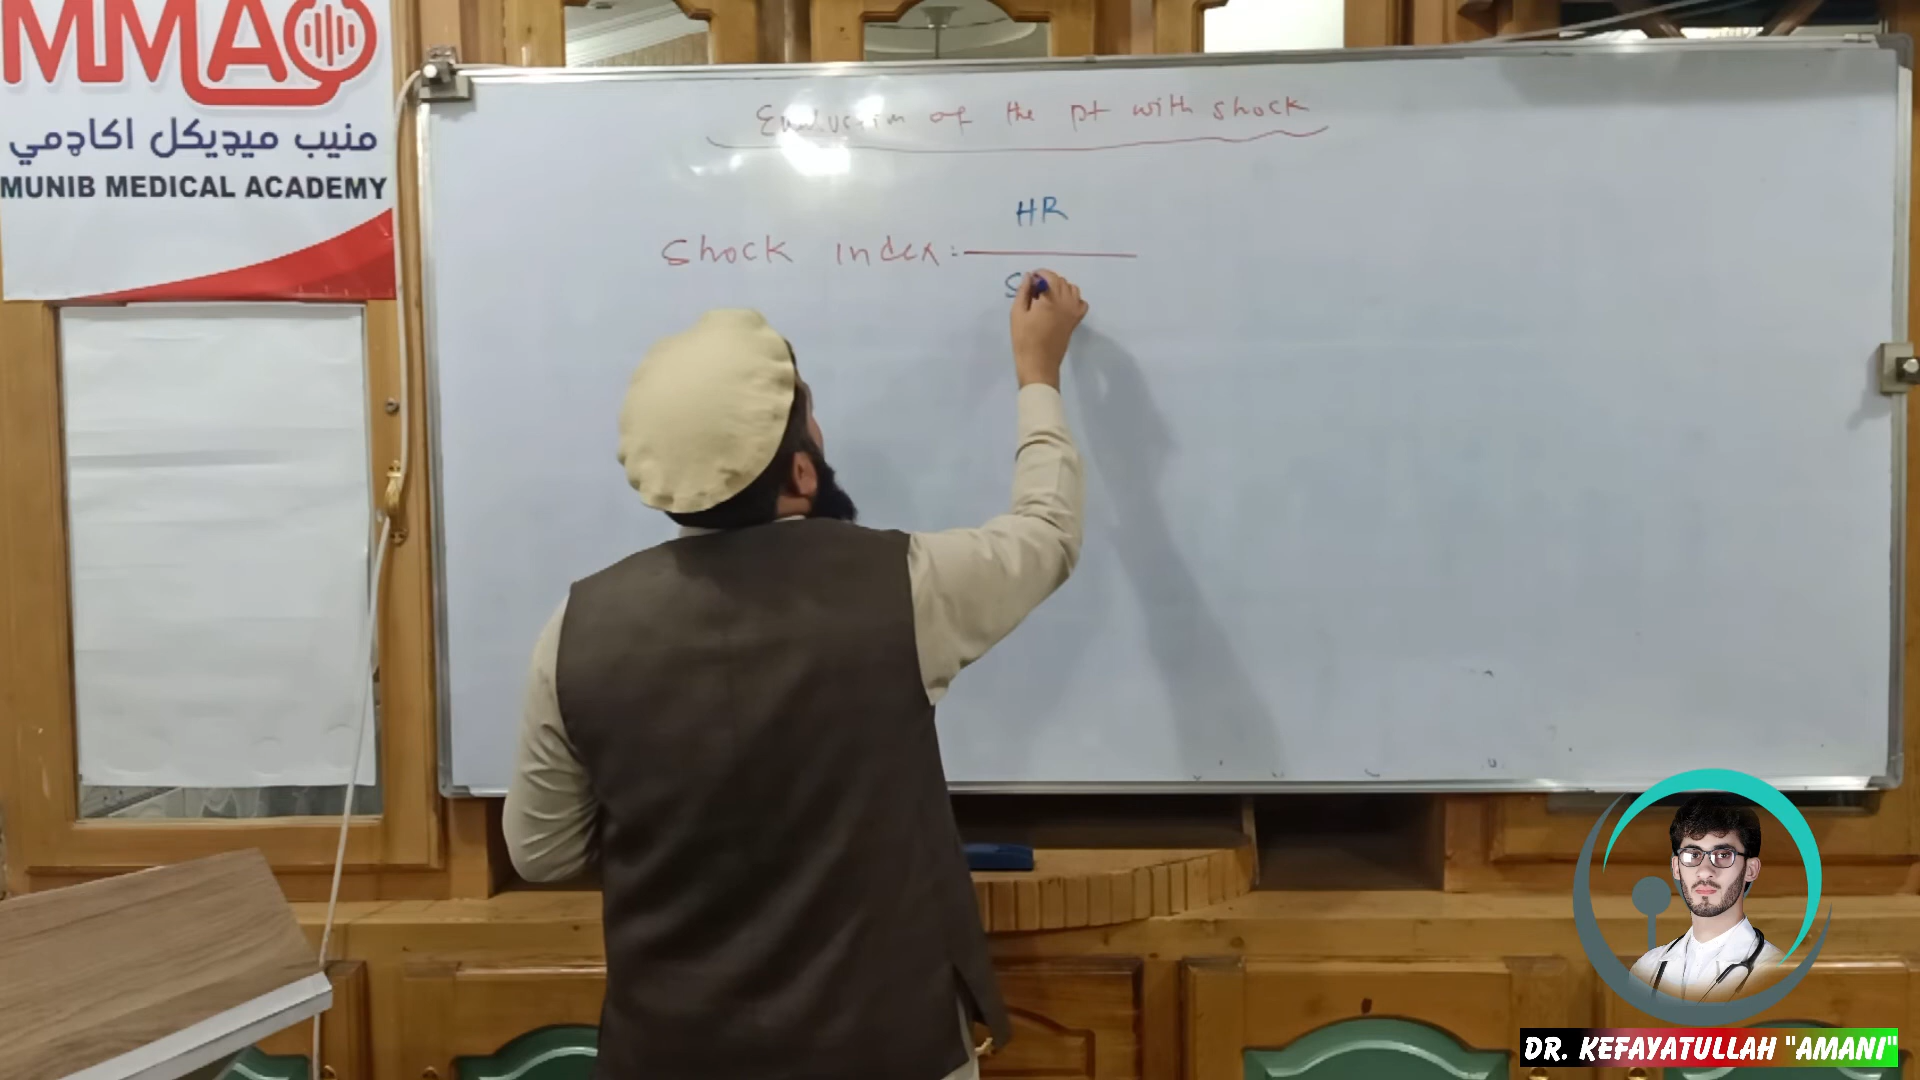 MMA
منیب میډیکل اکاډمي
MUNIB MEDICAL ACADEMY
Evaluation of the pt with shock
HR
Shock index:
S
DR. KEFAYATULLAH "AMANI"